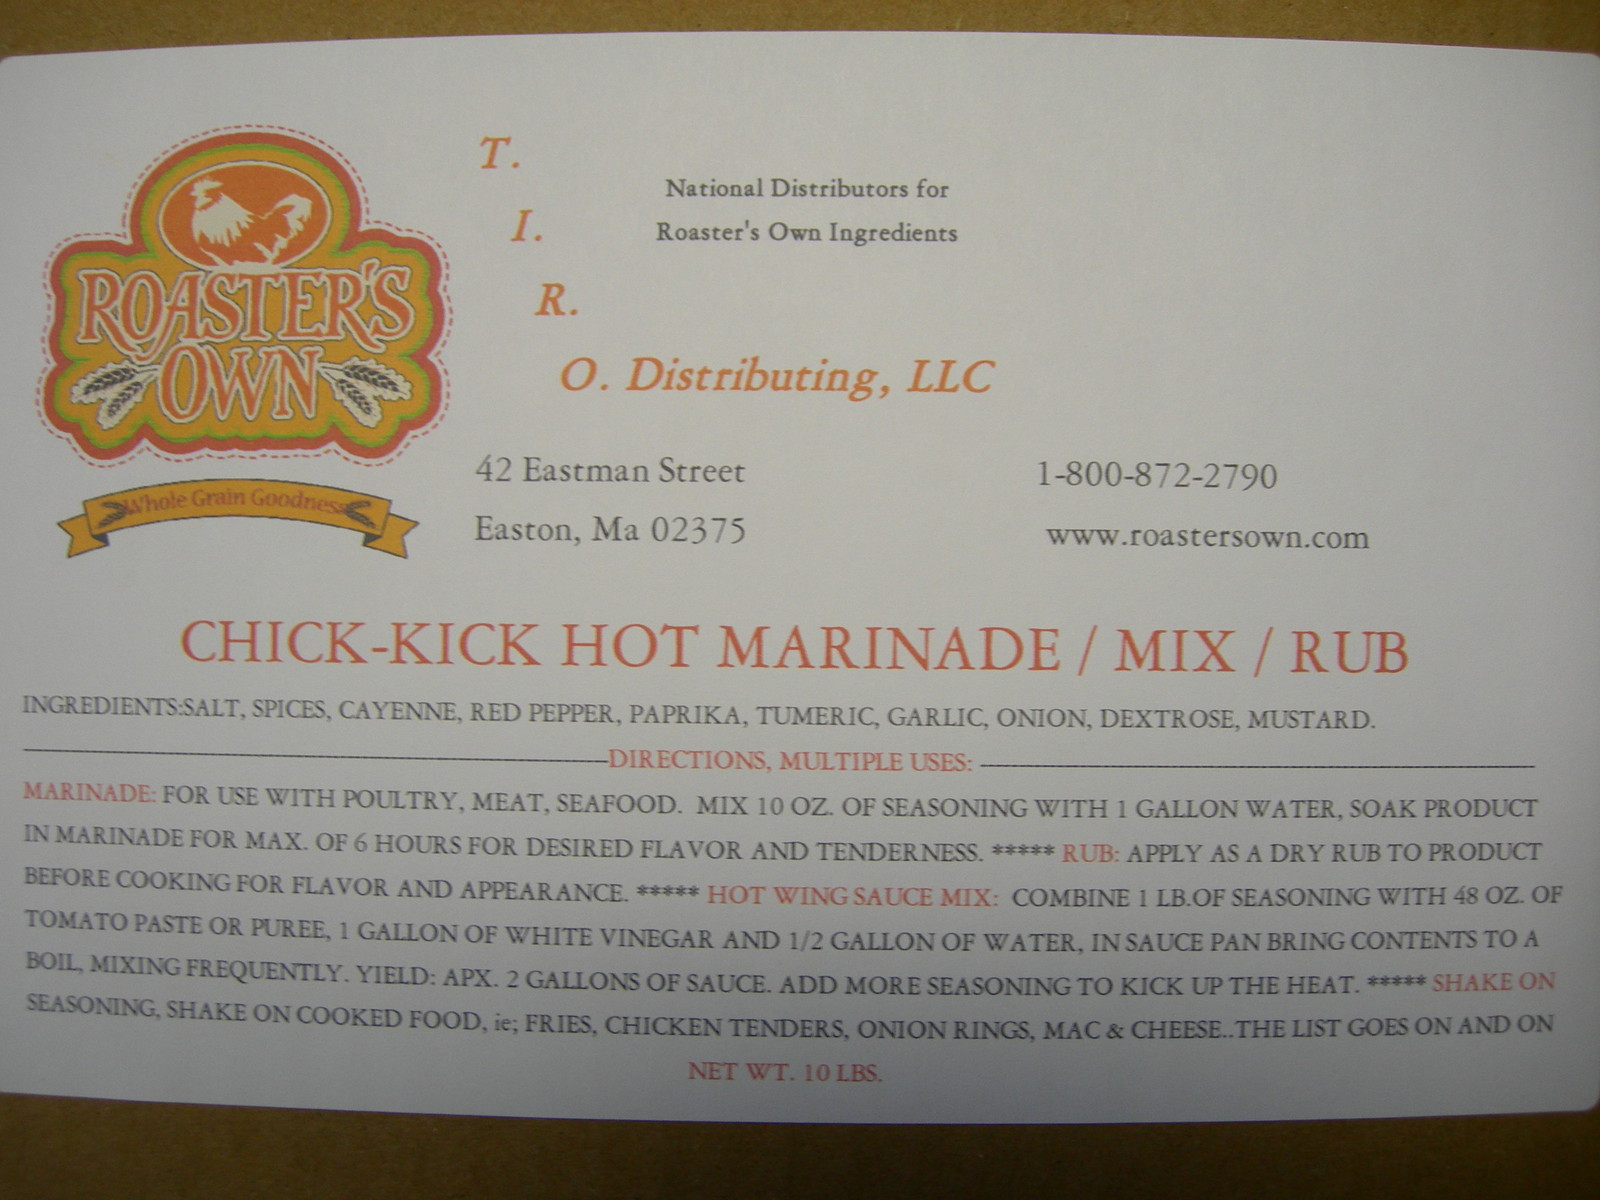 ROASTER'S
OWN
Whole Grain Goodness
T.
I.
R.
O. Distributing, LLC
National Distributors for
Roaster's Own Ingredients
42 Eastman Street
Easton, Ma 02375
1-800-872-2790
www.roastersown.com
CHICK-KICK HOT MARINADE / MIX / RUB
INGREDIENTS:SALT, SPICES, CAYENNE, RED PEPPER, PAPRIKA, TUMERIC, GARLIC, ONION, DEXTROSE, MUSTARD.
DIRECTIONS, MULTIPLE USES:
MARINADE: FOR USE WITH POULTRY, MEAT, SEAFOOD. MIX 10 OZ. OF SEASONING WITH 1 GALLON WATER, SOAK PRODUCT
IN MARINADE FOR MAX. OF 6 HOURS FOR DESIRED FLAVOR AND TENDERNESS. ***** RUB: APPLY AS A DRY RUB TO PRODUCT
BEFORE COOKING FOR FLAVOR AND APPEARANCE. ***** HOT WING SAUCE MIX: COMBINE 1 LB.OF SEASONING WITH 48 OZ. OF
TOMATO PASTE OR PUREE, 1 GALLON OF WHITE VINEGAR AND 1/2 GALLON OF WATER, IN SAUCE PAN BRING CONTENTS TO A
BOIL, MIXING FREQUENTLY. YIELD: APX. 2 GALLONS OF SAUCE. ADD MORE SEASONING TO KICK UP THE HEAT. ***** SHAKE ON
SEASONING, SHAKE ON COOKED FOOD, ie; FRIES, CHICKEN TENDERS, ONION RINGS, MAC & CHEESE..THE LIST GOES ON AND ON
NET WT. 10 LBS.